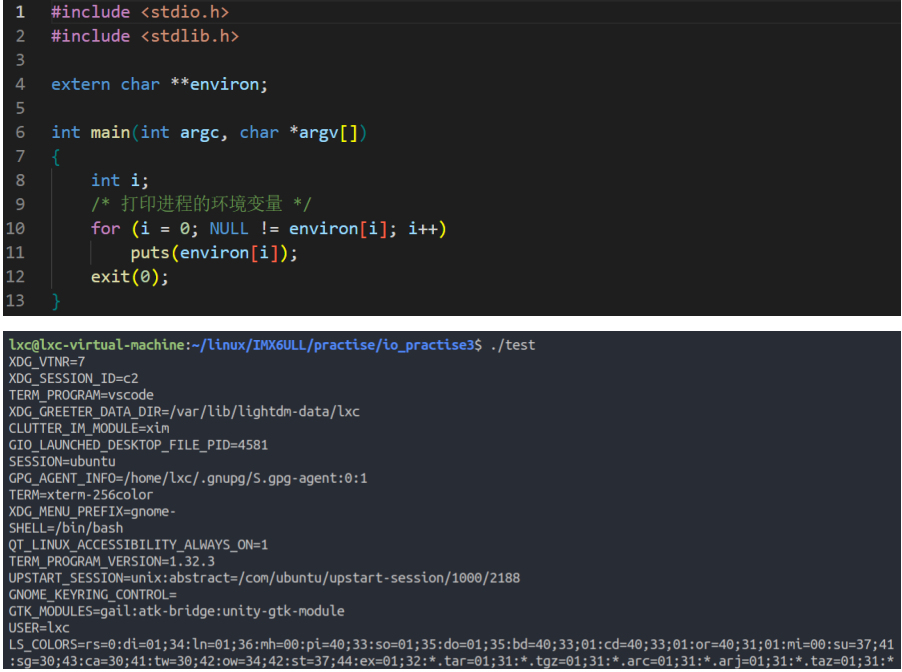 1 #include <stdio.h>
2 #include <stdlib.h>
3
4 extern char **environ;
5
6 int main(int argc, char *argv[])
7 {
8 int i;
9 /* 打印进程的环境变量 */
10 for (i = 0; NULL != environ[i]; i++)
11 puts(environ[i]);
12 exit(0);
13 }
lxc@lxc-virtual-machine:~/linux/IMX6ULL/practise/io_practise3$ ./test
XDG_VTNR=7
XDG_SESSION_ID=c2
TERM_PROGRAM=vscode
XDG_GREETER_DATA_DIR=/var/lib/lightdm-data/lxc
CLUTTER_IM_MODULE=xim
GIO_LAUNCHED_DESKTOP_FILE_PID=4581
SESSION=ubuntu
GPG_AGENT_INFO=/home/lxc/.gnupg/S.gpg-agent:0:1
TERM=xterm-256color
XDG_MENU_PREFIX=gnome-
SHELL=/bin/bash
QT_LINUX_ACCESSIBILITY_ALWAYS_ON=1
TERM_PROGRAM_VERSION=1.32.3
UPSTART_SESSION=unix:abstract=/com/ubuntu/upstart-session/1000/2188
GNOME_KEYRING_CONTROL=
GTK_MODULES=gail:atk-bridge:unity-gtk-module
USER=lxc
LS_COLORS=rs=0:di=01;34:ln=01;36:mh=00:pi=40;33:so=01;35:do=01;35:bd=40;33;01:cd=40;33;01:or=40;31;01:mi=00:su=37;41
:sg=30;43:ca=30;41:tw=30;42:ow=34;42:st=37;44:ex=01;32:*.tar=01;31:*.tgz=01;31:*.arc=01;31:*.arj=01;31:*.taz=01;31:*